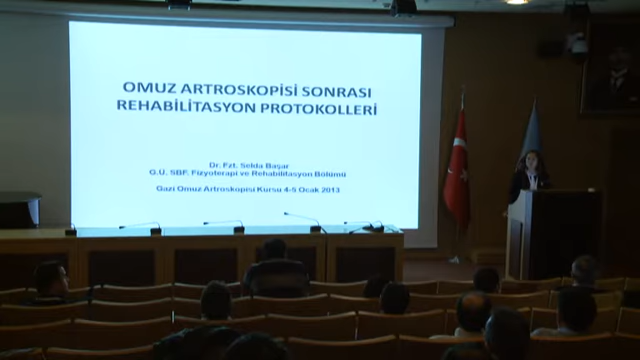 OMUZ ARTROSKOPİSİ SONRASI
REHABİLİTASYON PROTOKOLLERİ
Dr. Fzt. Selda Başar
G.Ü. SBF. Fizyoterapi ve Rehabilitasyon Bölümü
Gazi Omuz Artroskopisi Kursu 4-5 Ocak 2013